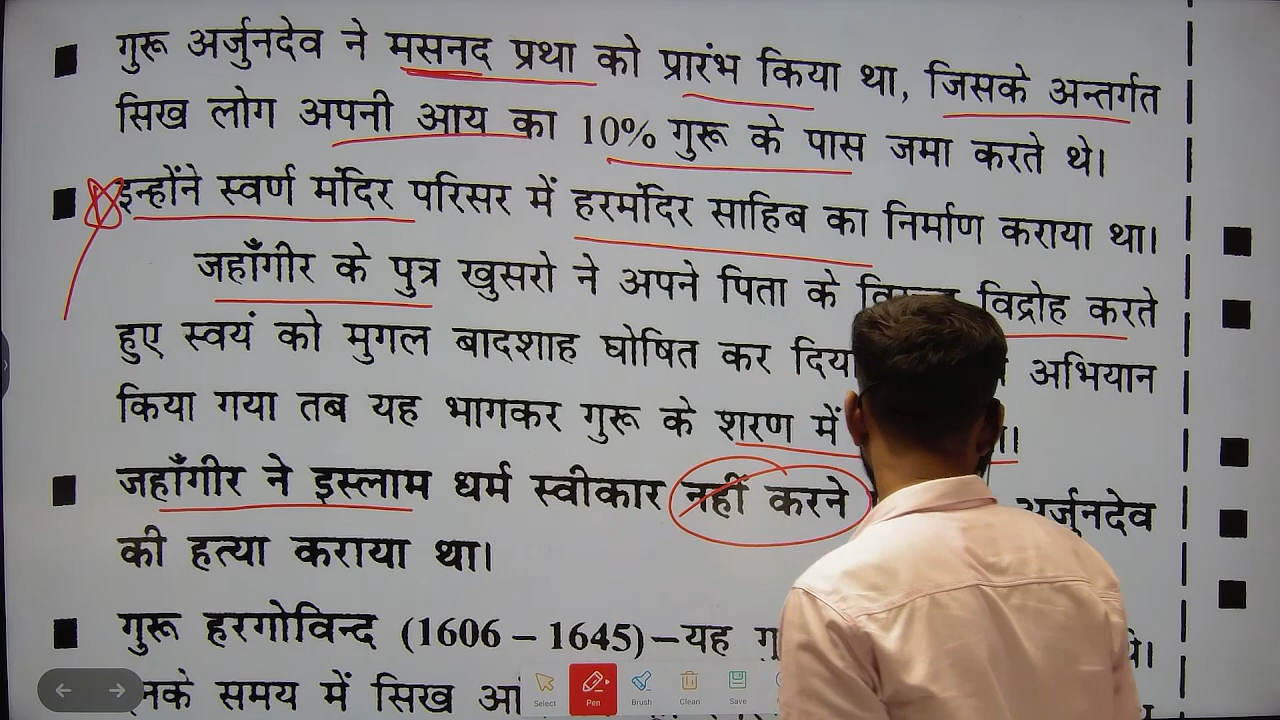 गुरू अर्जुनदेव ने मसनद प्रथा को प्रारंभ किया था, जिसके अन्तर्गत
सिख लोग अपनी आय का 10% गुरू के पास जमा करते थे।
इन्होंने स्वर्ण मंदिर परिसर में हरमंदिर साहिब का निर्माण कराया था।
जहाँगीर के पुत्र खुसरो ने अपने पिता के विद्रोह करते
हुए स्वयं को मुगल बादशाह घोषित कर अभियान
किया गया तब यह भागकर गुरू के शरण में
जहाँगीर ने इस्लाम धर्म स्वीकार नहीं करने अर्जुनदेव
की हत्या कराया था।
गुरू हरगोविन्द (1606 – 1645) – यह
समय में सिख
Select Pen Brush Clean Save